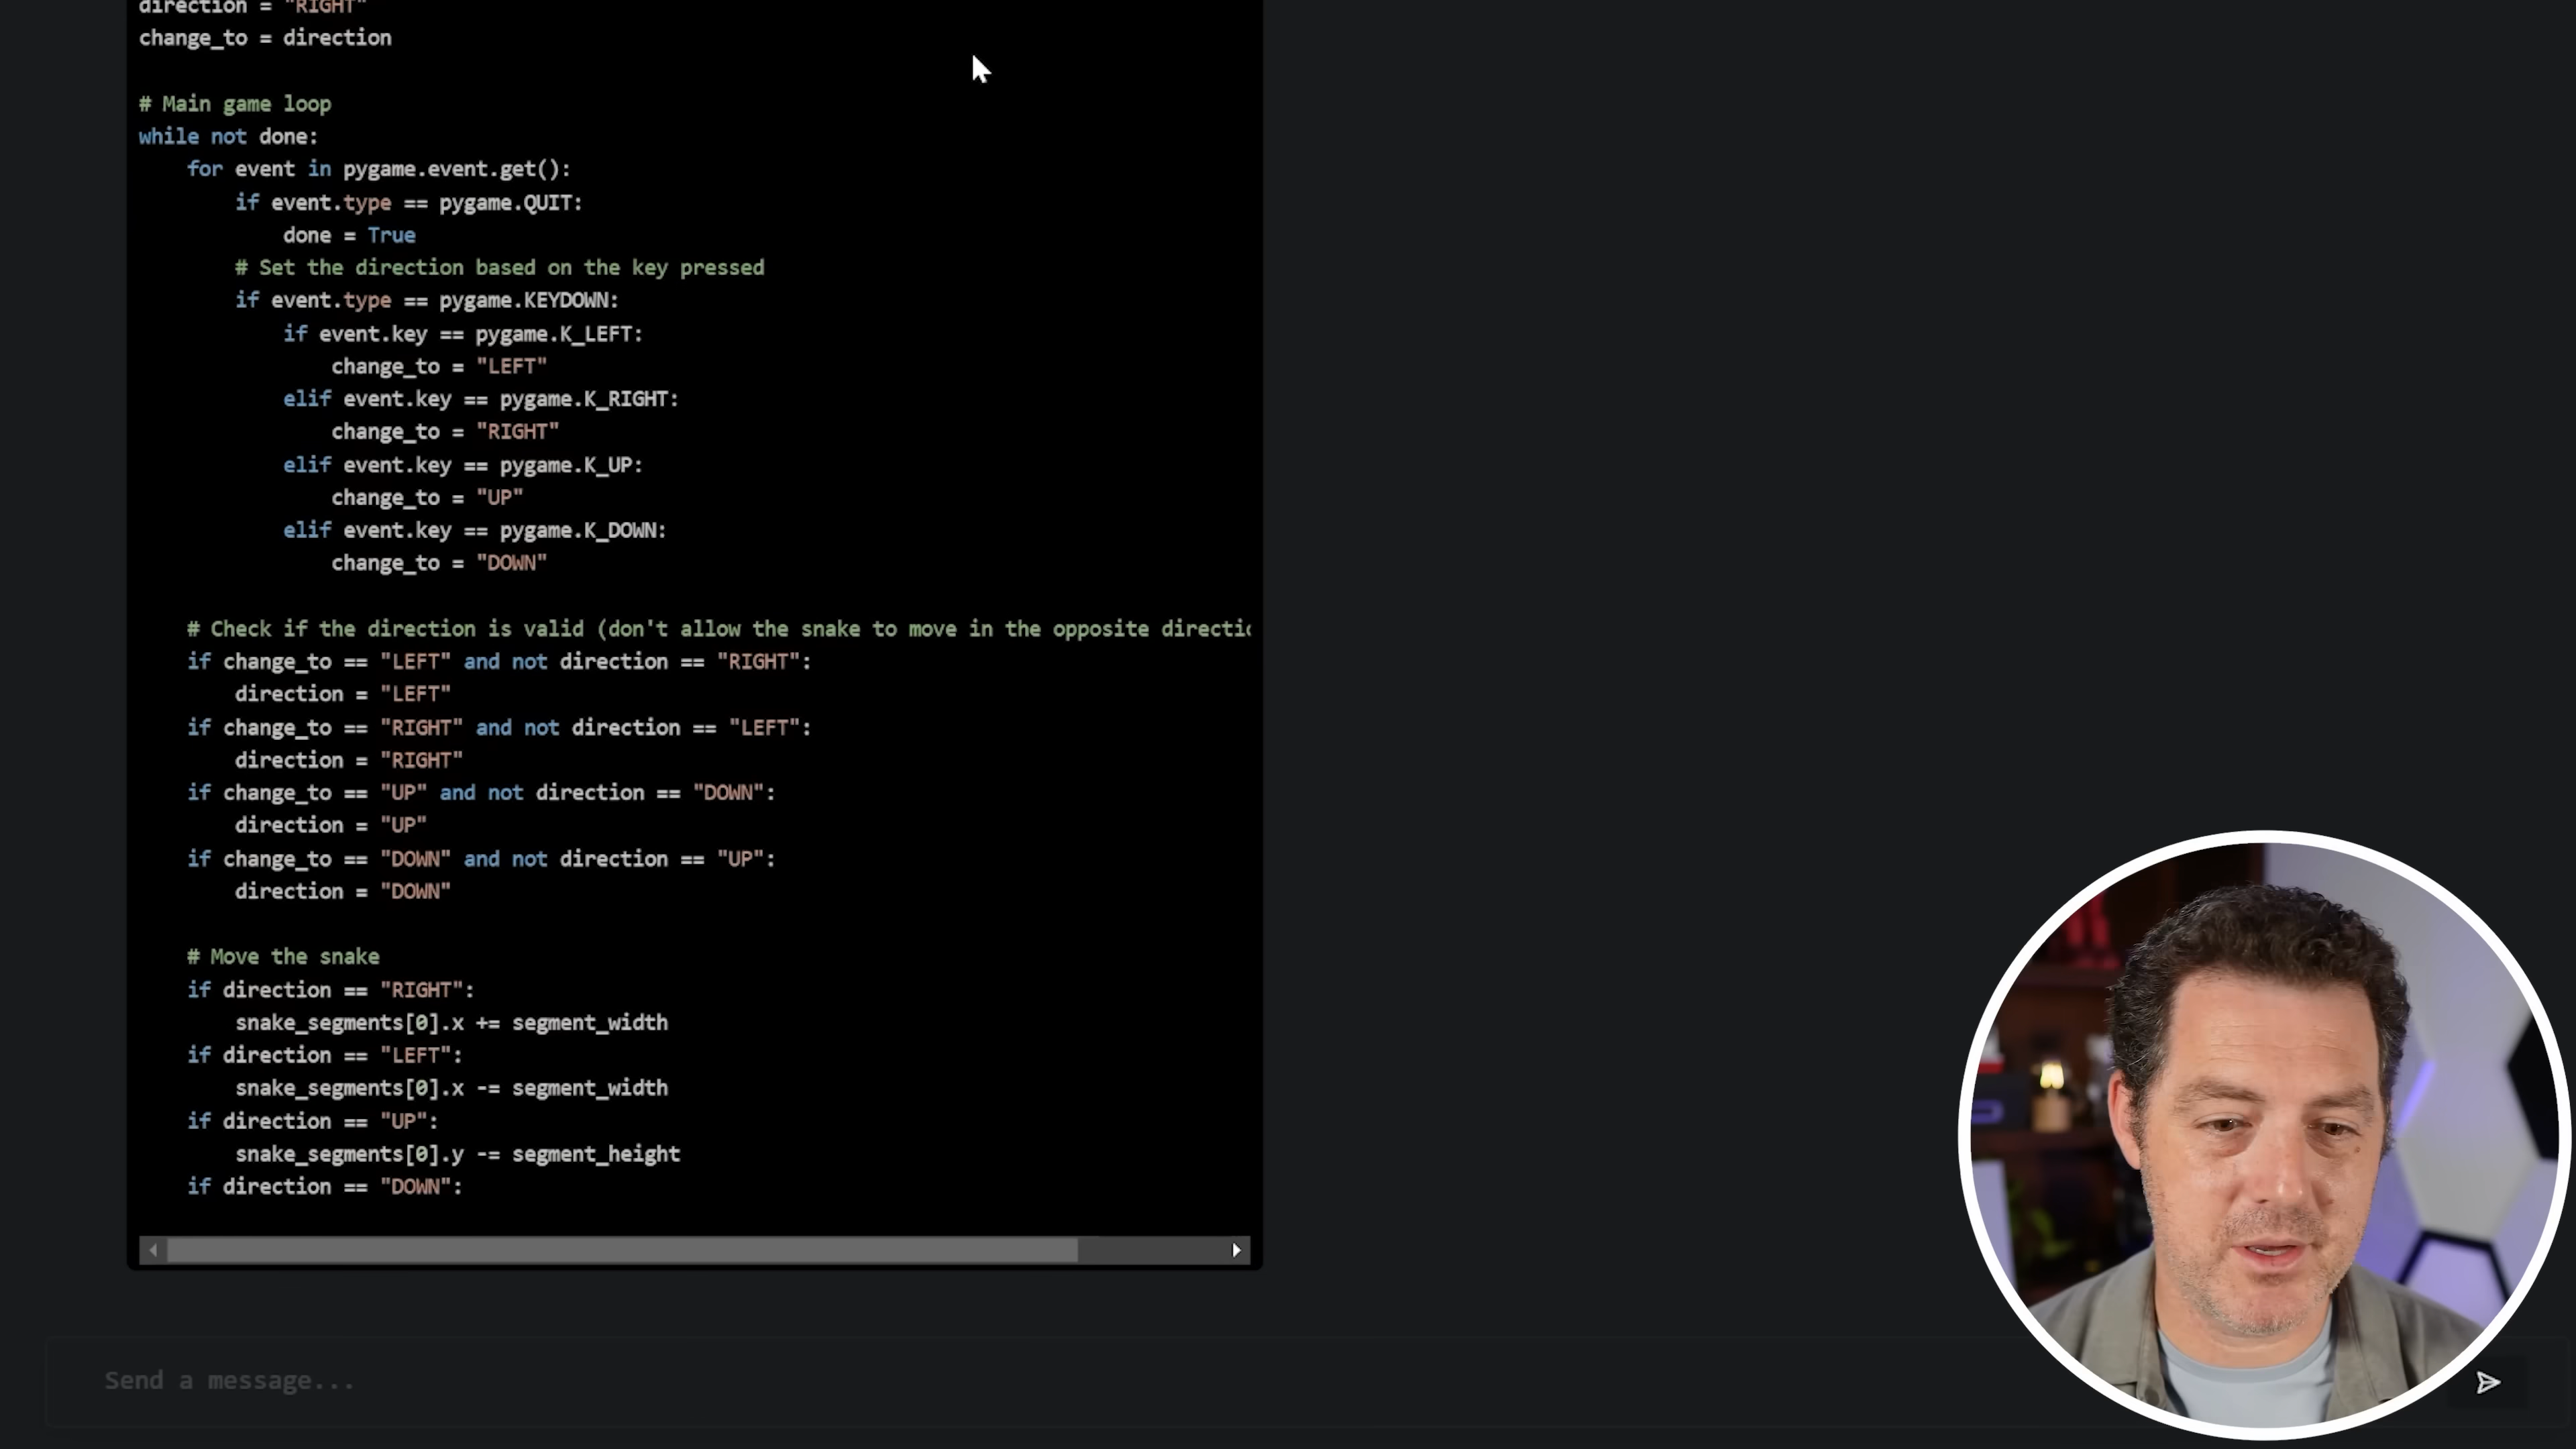 direction = "RIGHT"
change_to = direction
# Main game loop
while not done:
    for event in pygame.event.get():
        if event.type == pygame.QUIT:
            done = True
        # Set the direction based on the key pressed
        if event.type == pygame.KEYDOWN:
            if event.key == pygame.K_LEFT:
                change_to = "LEFT"
            elif event.key == pygame.K_RIGHT:
                change_to = "RIGHT"
            elif event.key == pygame.K_UP:
                change_to = "UP"
            elif event.key == pygame.K_DOWN:
                change_to = "DOWN"
    # Check if the direction is valid (don't allow the snake to move in the opposite directio
    if change_to == "LEFT" and not direction == "RIGHT":
        direction = "LEFT"
    if change_to == "RIGHT" and not direction == "LEFT":
        direction = "RIGHT"
    if change_to == "UP" and not direction == "DOWN":
        direction = "UP"
    if change_to == "DOWN" and not direction == "UP":
        direction = "DOWN"
    # Move the snake
    if direction == "RIGHT":
        snake_segments[0].x += segment_width
    if direction == "LEFT":
        snake_segments[0].x -= segment_width
    if direction == "UP":
        snake_segments[0].y -= segment_height
    if direction == "DOWN":
Send a message...